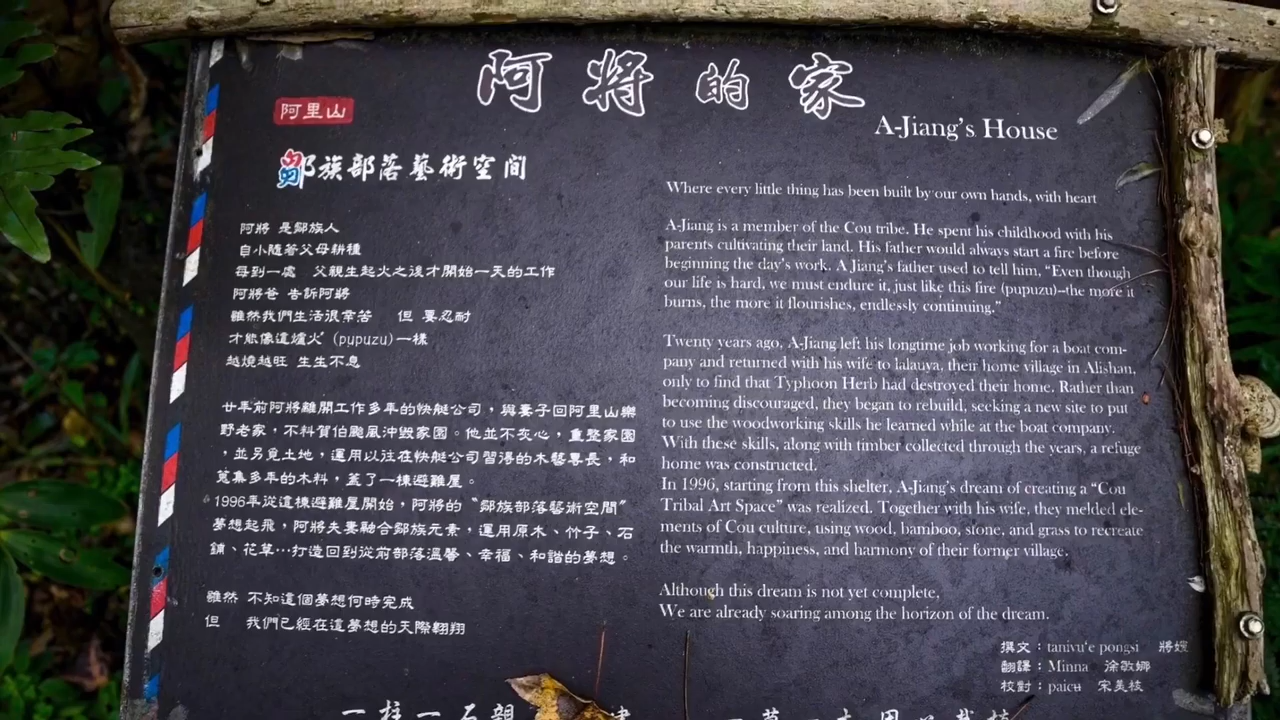 阿將的家
A-Jiang's House
阿里山
鄒族部落藝術空間
阿將 是鄒族人
自小隨著父母耕種
每到一處 父親生起火之後才開始一天的工作
阿將爸 告訴阿將
雖然我們生活很辛苦 但 要忍耐
才能像這爐火 (pupuzu)一樣
越燒越旺 生生不息
廿年前阿將離開工作多年的快艇公司，與妻子回阿里山樂
野老家，不料賀伯颱風沖毀家園。他並不灰心，重整家園
，並另覓土地，運用以往在快艇公司習得的木藝專長，和
蒐集多年的木料，蓋了一棟避難屋。
1996年從這棟避難屋開始，阿將的〝鄒族部落藝術空間〞
夢想起飛，阿將夫妻融合鄒族元素，運用原木、竹子、石
鋪、花草…打造回到從前部落溫馨、幸福、和諧的夢想。
雖然 不知這個夢想何時完成
但 我們已經在這夢想的天際翱翔
Where every little thing has been built by our own hands, with heart
A-Jiang is a member of the Cou tribe. He spent his childhood with his
parents cultivating their land. His father would always start a fire before
beginning the day's work. A Jiang's father used to tell him, "Even though
our life is hard, we must endure it, just like this fire (pupuzu)–the more it
burns, the more it flourishes, endlessly continuing."
Twenty years ago, A-Jiang left his longtime job working for a boat com-
pany and returned with his wife to lalauya, their home village in Alishan,
only to find that Typhoon Herb had destroyed their home. Rather than
becoming discouraged, they began to rebuild, seeking a new site to put
to use the woodworking skills he learned while at the boat company.
With these skills, along with timber collected through the years, a refuge
home was constructed.
In 1996, starting from this shelter, A-Jiang's dream of creating a "Cou
Tribal Art Space" was realized. Together with his wife, they melded ele-
ments of Cou culture, using wood, bamboo, stone, and grass to recreate
the warmth, happiness, and harmony of their former village.
Although this dream is not yet complete,
We are already soaring among the horizon of the dream.
撰文：tanivu'e pongsi 將嫂
翻譯：Minna 徐敏娜
校對：paicu 宋美枝
一柱一石親